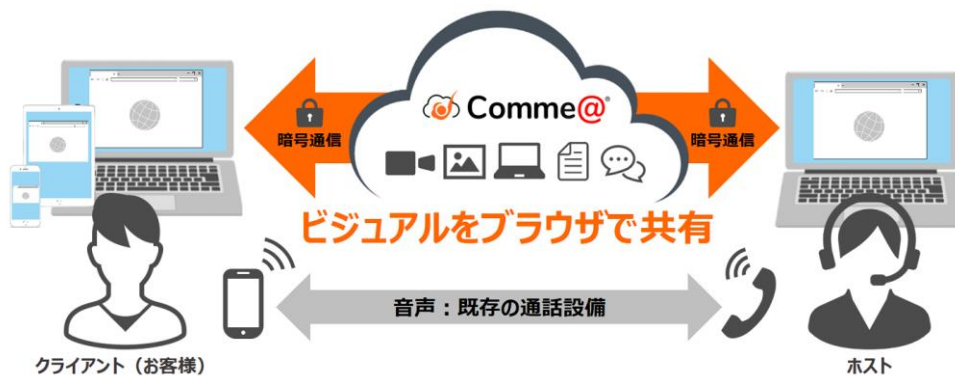 Comme@®
暗号通信
暗号通信
ビジュアルをブラウザで共有
音声：既存の通話設備
クライアント（お客様）
ホスト